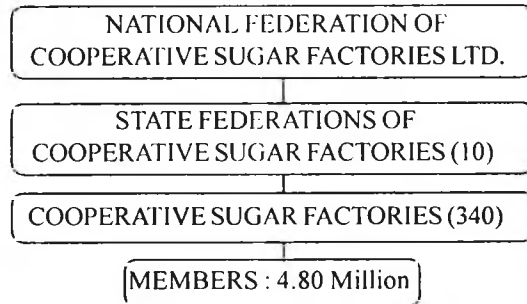 NATIONAL FEDERATION OF
COOPERATIVE SUGAR FACTORIES LTD.
STATE FEDERATIONS OF
COOPERATIVE SUGAR FACTORIES (10)
COOPERATIVE SUGAR FACTORIES (340)
MEMBERS : 4.80 Million